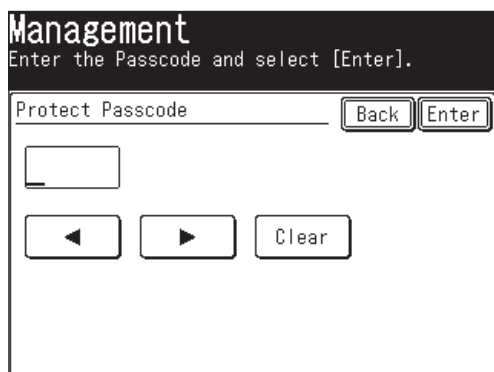 Management
Enter the Passcode and select [Enter].
Protect Passcode
Back
Enter
Clear